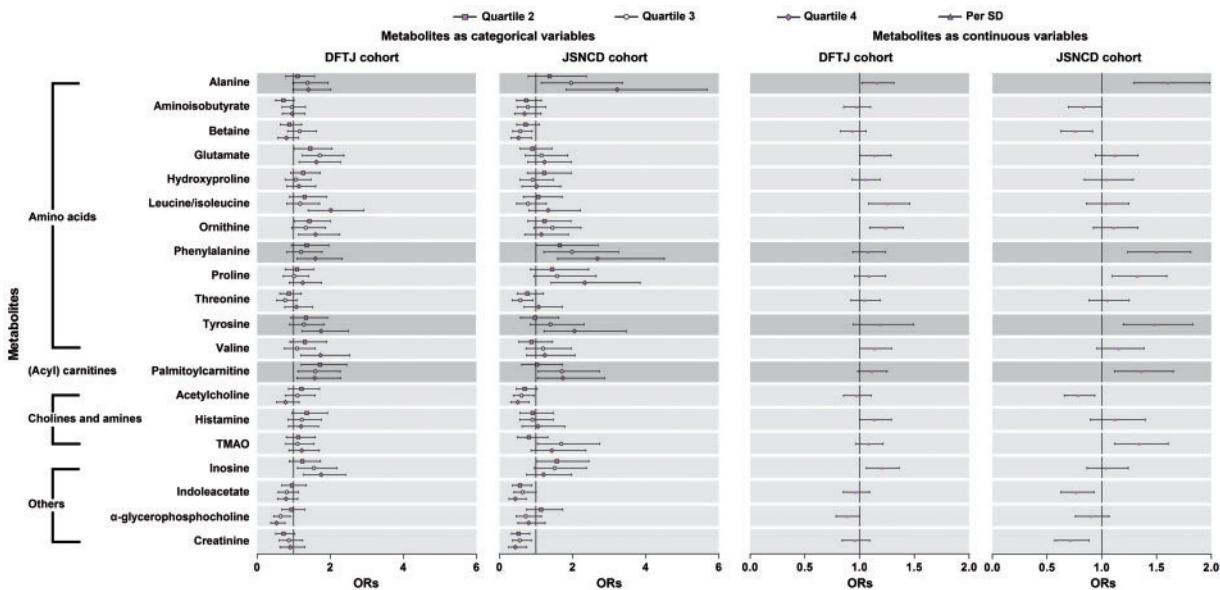 Quartile 2 Quartile 3 Quartile 4 Per SD
Metabolites as categorical variables Metabolites as continuous variables
DFTJ cohort JSNCD cohort DFTJ cohort JSNCD cohort
Metabolites
Amino acids
Alanine
Aminoisobutyrate
Betaine
Glutamate
Hydroxyproline
Leucine/isoleucine
Ornithine
Phenylalanine
Proline
Threonine
Tyrosine
Valine
(Acyl) carnitines Palmitoylcarnitine
Cholines and amines
Acetylcholine
Histamine
TMAO
Others
Inosine
Indoleacetate
α-glycerophosphocholine
Creatinine
0 2 4 6 0 2 4 6 0.0 0.5 1.0 1.5 2.0 0.0 0.5 1.0 1.5 2.0
ORs ORs ORs ORs